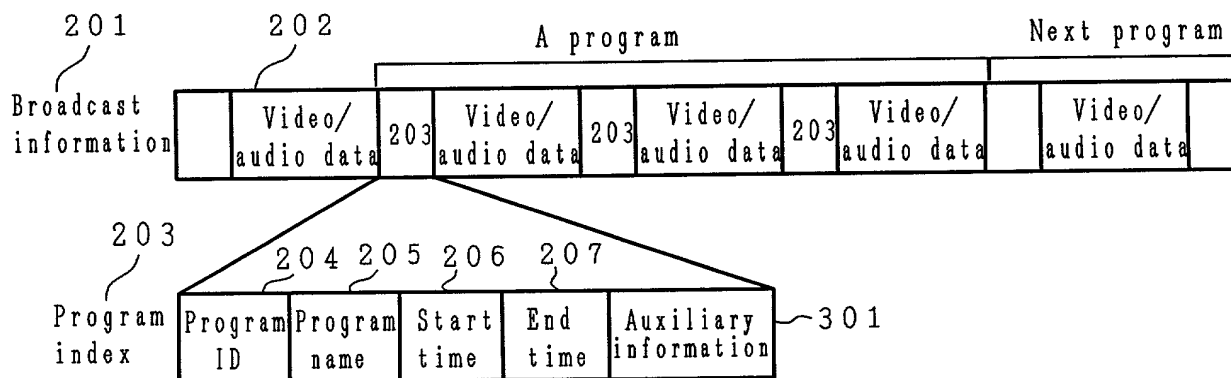 201
202
A program
Next program
Broadcast
information
Video/
audio data
203
Video/
audio data
203
Video/
audio data
203
Video/
audio data
Video/
audio data
203
204
205
206
207
Program
index
Program
ID
Program
name
Start
time
End
time
Auxiliary
information
301